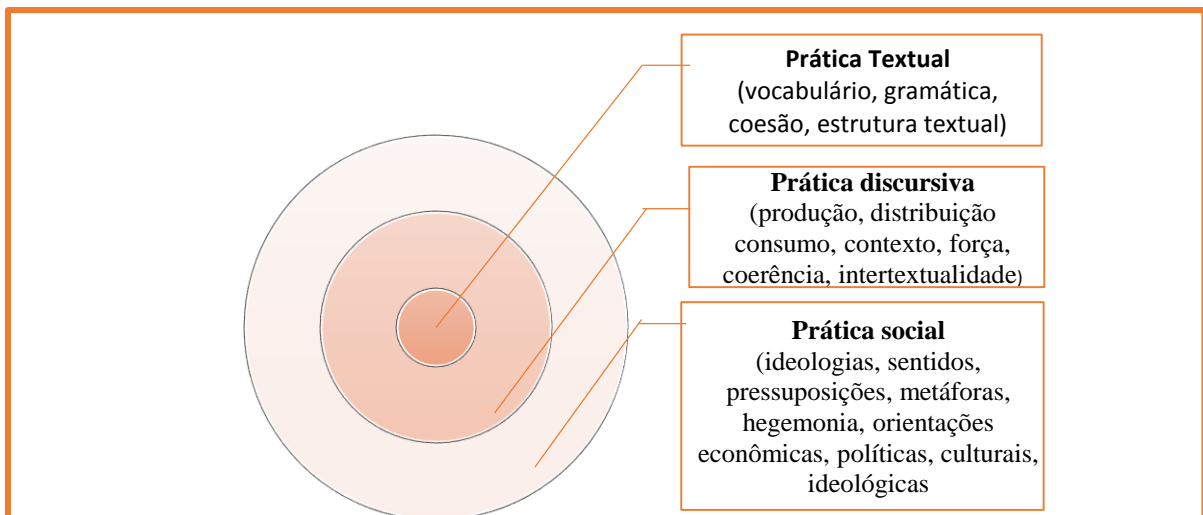 Prática Textual
(vocabulário, gramática,
coesão, estrutura textual)
Prática discursiva
(produção, distribuição
consumo, contexto, força,
coerência, intertextualidade)
Prática social
(ideologias, sentidos,
pressuposições, metáforas,
hegemonia, orientações
econômicas, políticas, culturais,
ideológicas